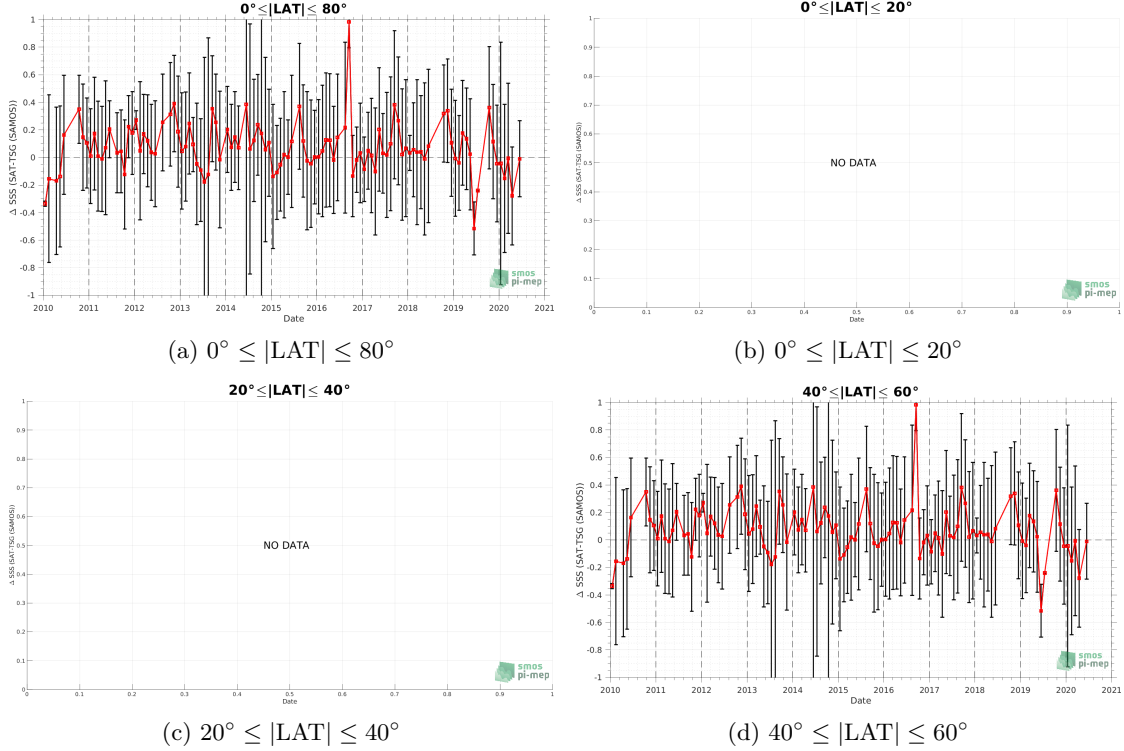 0°≤|LAT|≤ 80°
Δ SSS (SAT-TSG (SAMOS))
1
0.8
0.6
0.4
0.2
0
-0.2
-0.4
-0.6
-0.8
-1
2010 2011 2012 2013 2014 2015 2016 2017 2018 2019 2020 2021
Date
smos
pi-mep
(a) 0° ≤ |LAT| ≤ 80°
0°≤|LAT|≤ 20°
Δ SSS (SAT-TSG (SAMOS))
1
0.9
0.8
0.7
0.6
0.5
0.4
0.3
0.2
0.1
0
NO DATA
0 0.1 0.2 0.3 0.4 0.5 0.6 0.7 0.8 0.9 1
Date
smos
pi-mep
(b) 0° ≤ |LAT| ≤ 20°
20°≤|LAT|≤ 40°
Δ SSS (SAT-TSG (SAMOS))
1
0.9
0.8
0.7
0.6
0.5
0.4
0.3
0.2
0.1
0
NO DATA
0 0.1 0.2 0.3 0.4 0.5 0.6 0.7 0.8 0.9 1
Date
smos
pi-mep
(c) 20° ≤ |LAT| ≤ 40°
40°≤|LAT|≤ 60°
Δ SSS (SAT-TSG (SAMOS))
1
0.8
0.6
0.4
0.2
0
-0.2
-0.4
-0.6
-0.8
-1
2010 2011 2012 2013 2014 2015 2016 2017 2018 2019 2020 2021
Date
smos
pi-mep
(d) 40° ≤ |LAT| ≤ 60°